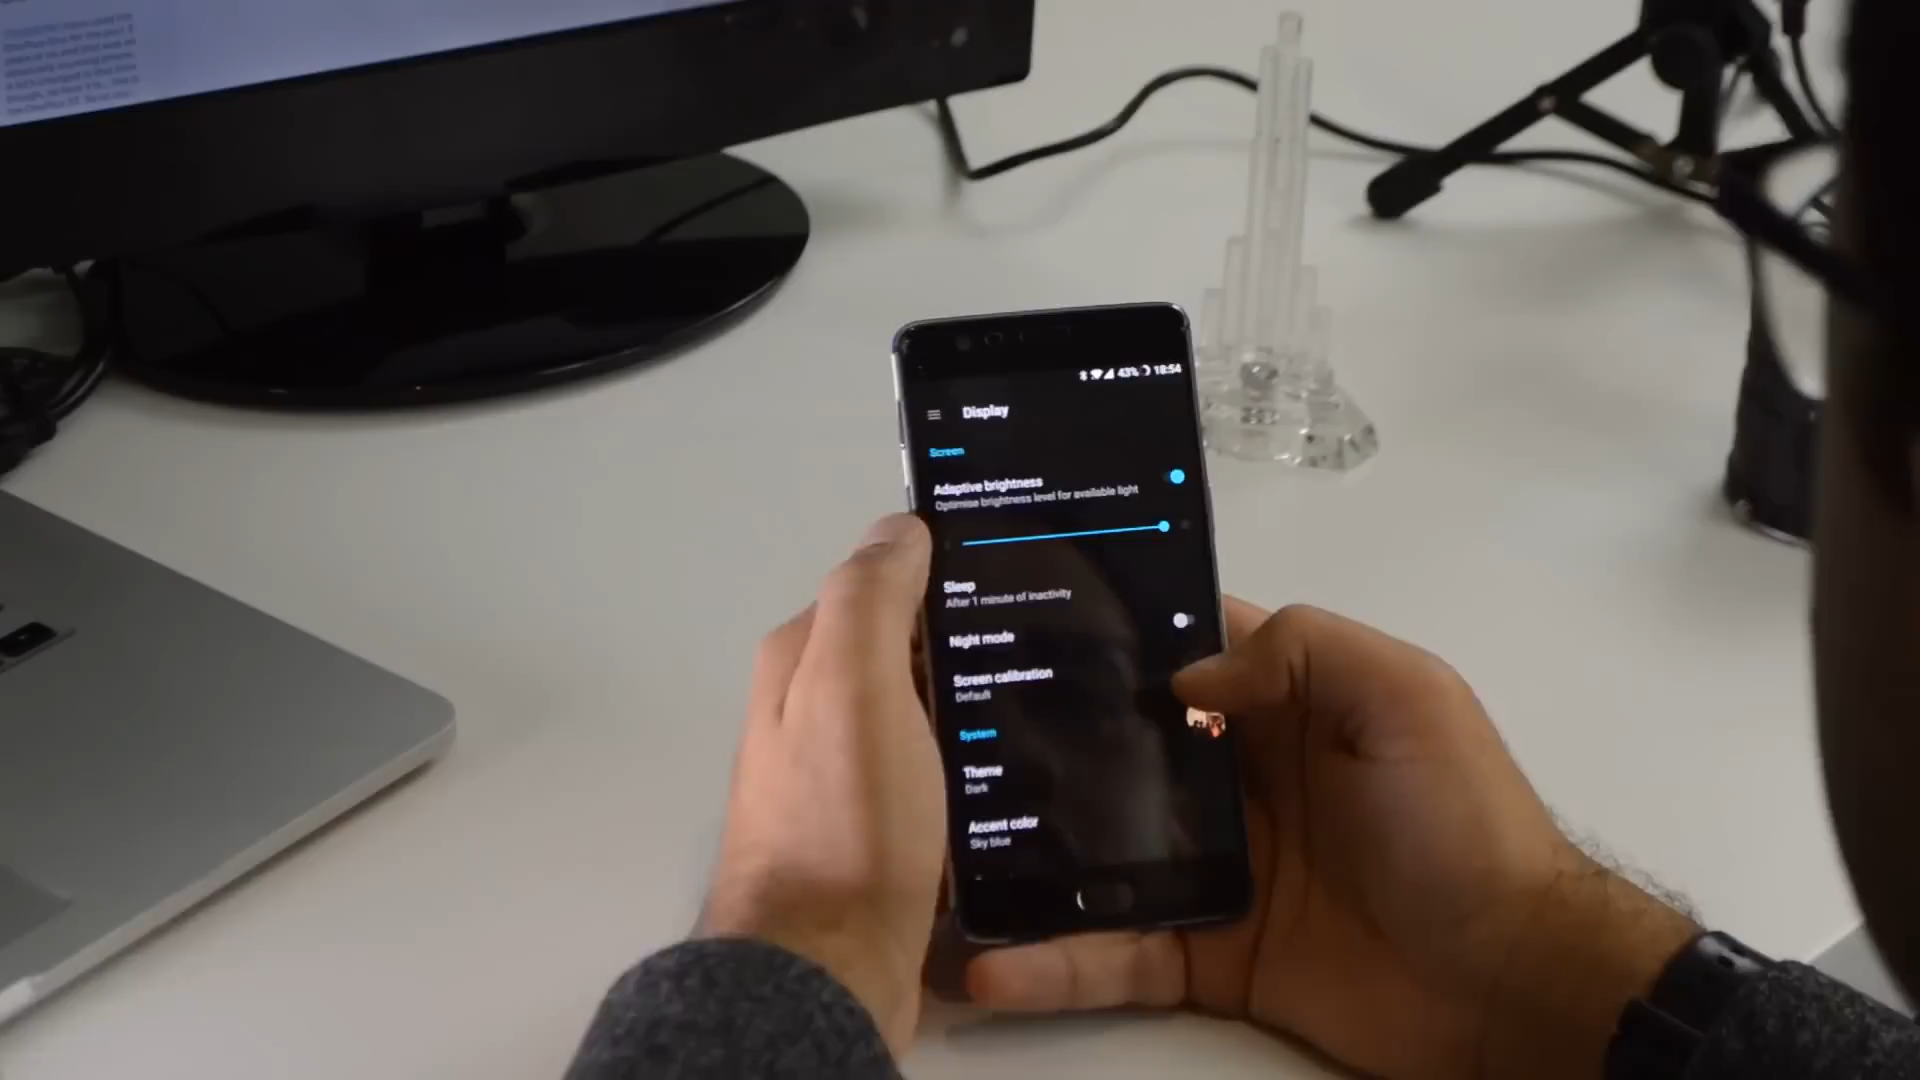 43% 18:54
Display
Screen
Adaptive brightness
Optimise brightness level for available light
Sleep
After 1 minute of inactivity
Night mode
Screen calibration
Default
System
Theme
Dark
Accent color
Sky blue